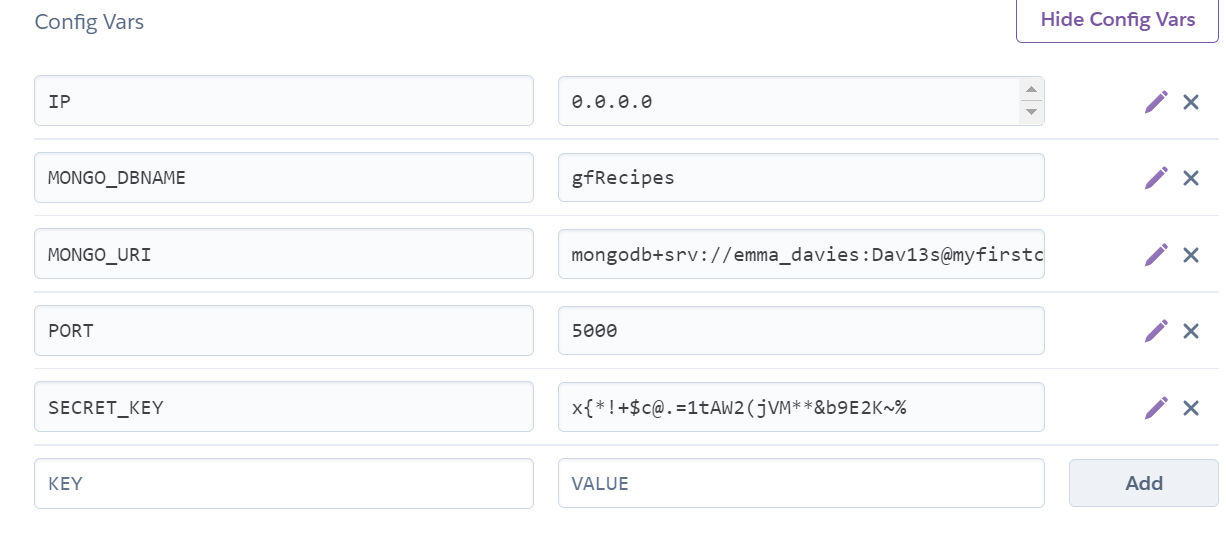 Config Vars
Hide Config Vars
IP 0.0.0.0
MONGO_DBNAME gfRecipes
MONGO_URI mongodb+srv://emma_davies:Dav13s@myfirstc
PORT 5000
SECRET_KEY x{*!+$c@.=1tAW2(jVM**&b9E2K~%
KEY VALUE Add